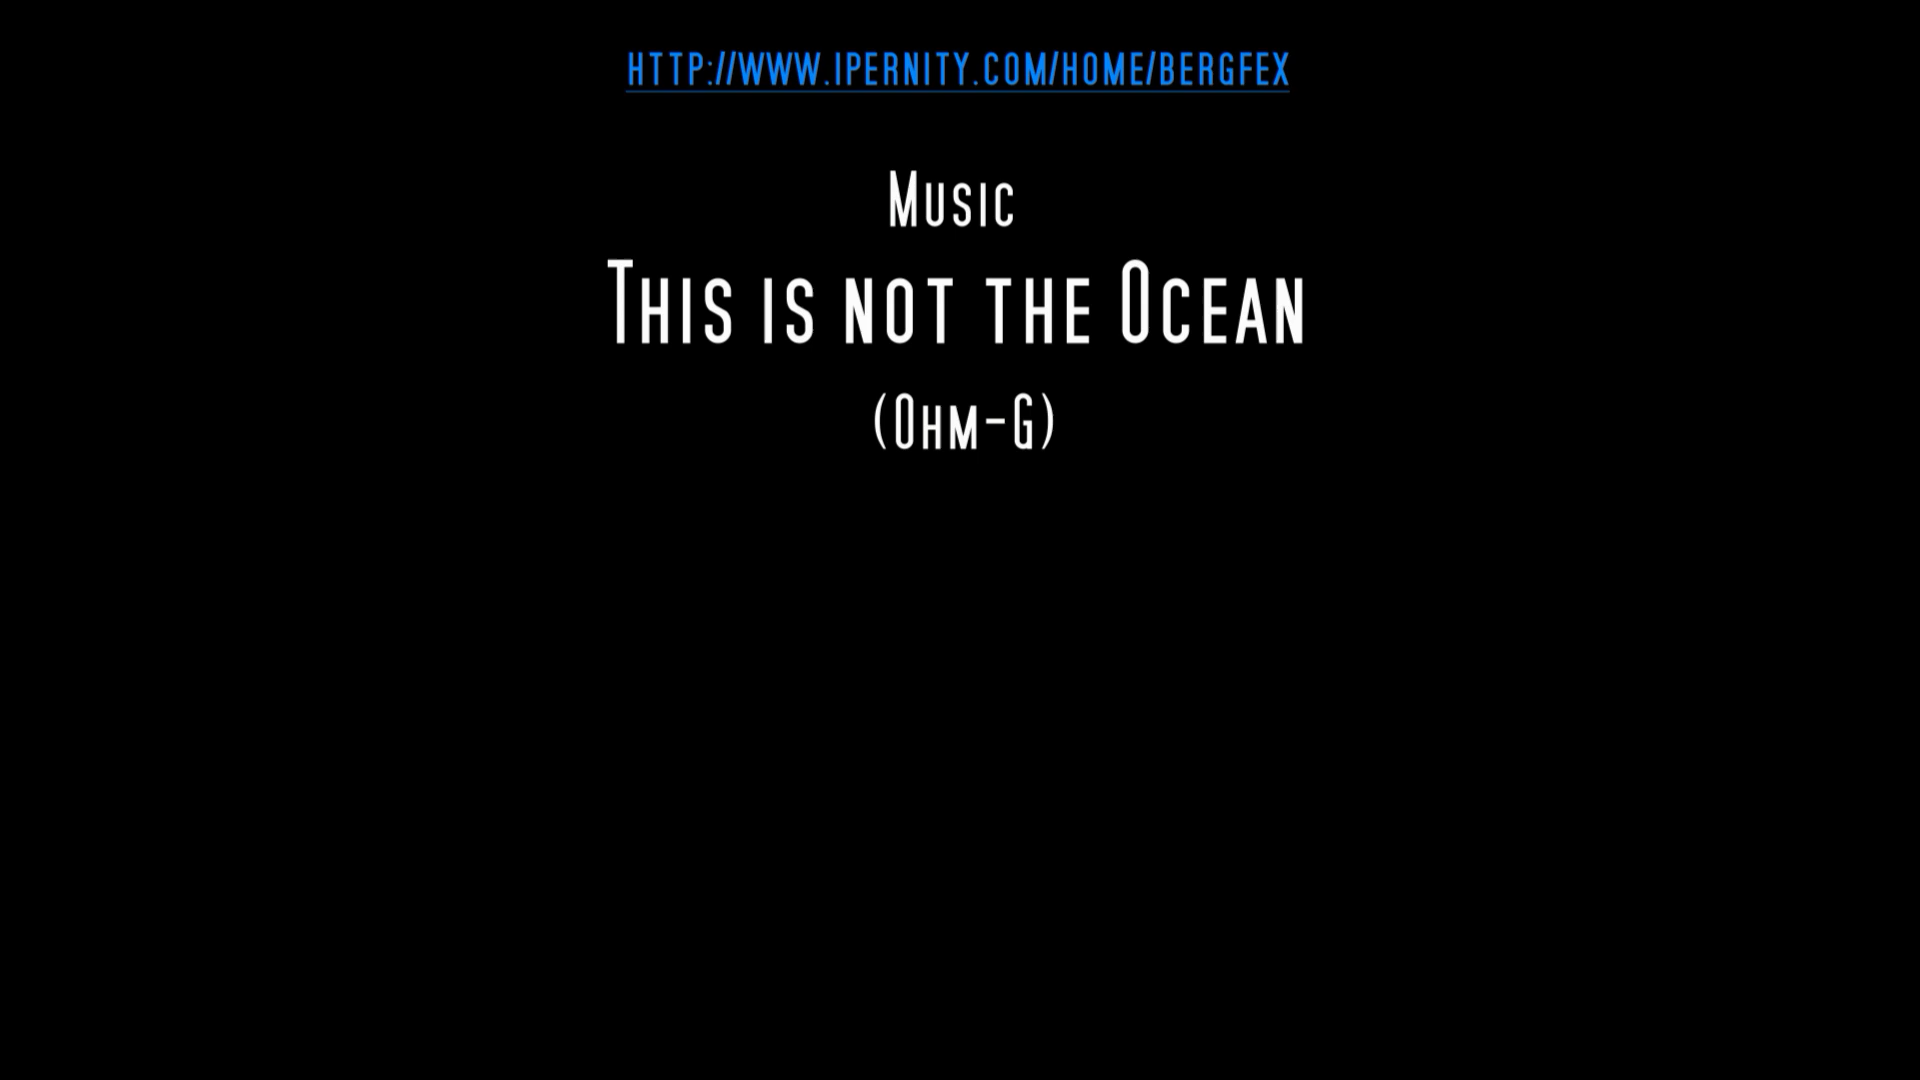 HTTP://WWW.IPERNITY.COM/HOME/BERGFEX
Music
This is not the Ocean
(Ohm-G)